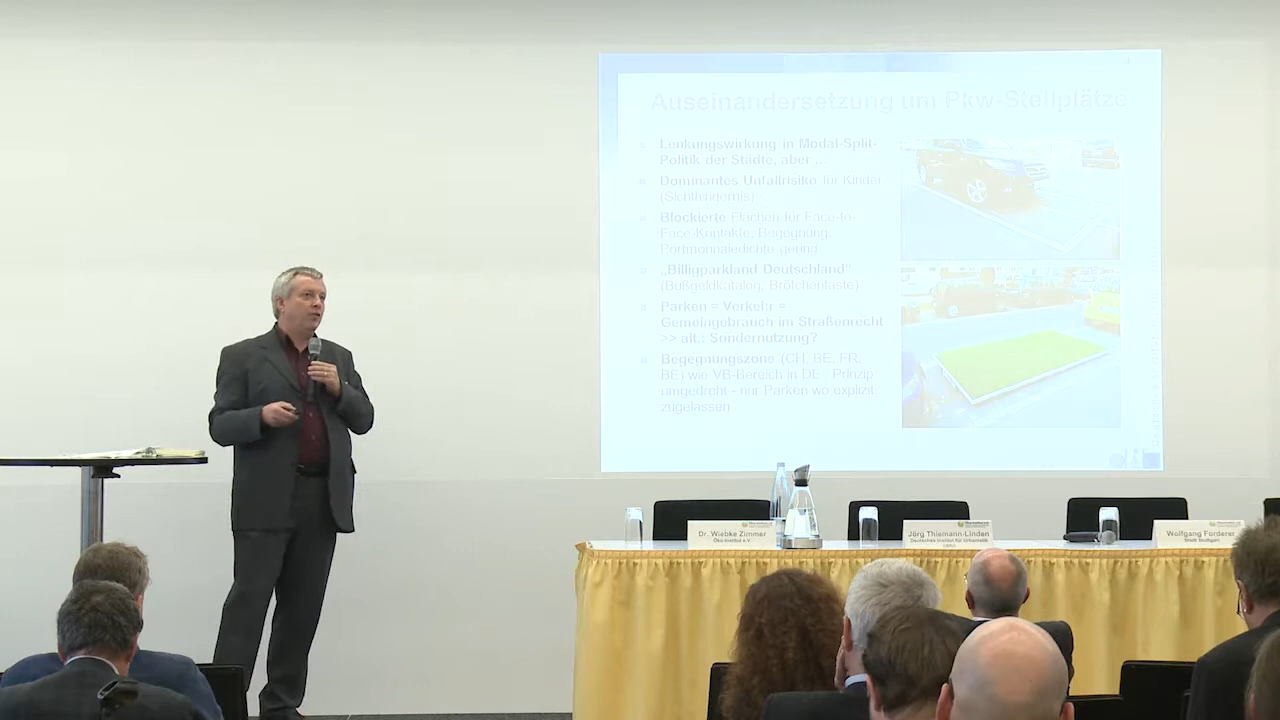 Auseinandersetzung um Pkw-Stellplätze
Lenkungswirkung in Modal-Split-
Politik der Städte, aber ...
Dominantes Unfallrisiko für Kinder
(Sichthindernis)
Blockierte Flächen für Face-to-
Face-Kontakte, Begegnung,
Portmonnaiedichte gering
„Billigparkland Deutschland“
(Bußgeldkatalog, Brötchentaste)
Parken = Verkehr =
Gemeingebrauch im Straßenrecht
>> alt.: Sondernutzung?
Begegnungszone (CH, BE, FR,
BE) wie VB-Bereich in DE - Prinzip
umgedreht - nur Parken wo explizit
zugelassen
Dr. Wiebke Zimmer
Öko-Institut e.V.
Jörg Thiemann-Linden
Deutsches Institut für Urbanistik
Wolfgang Forderer
Stadt Stuttgart